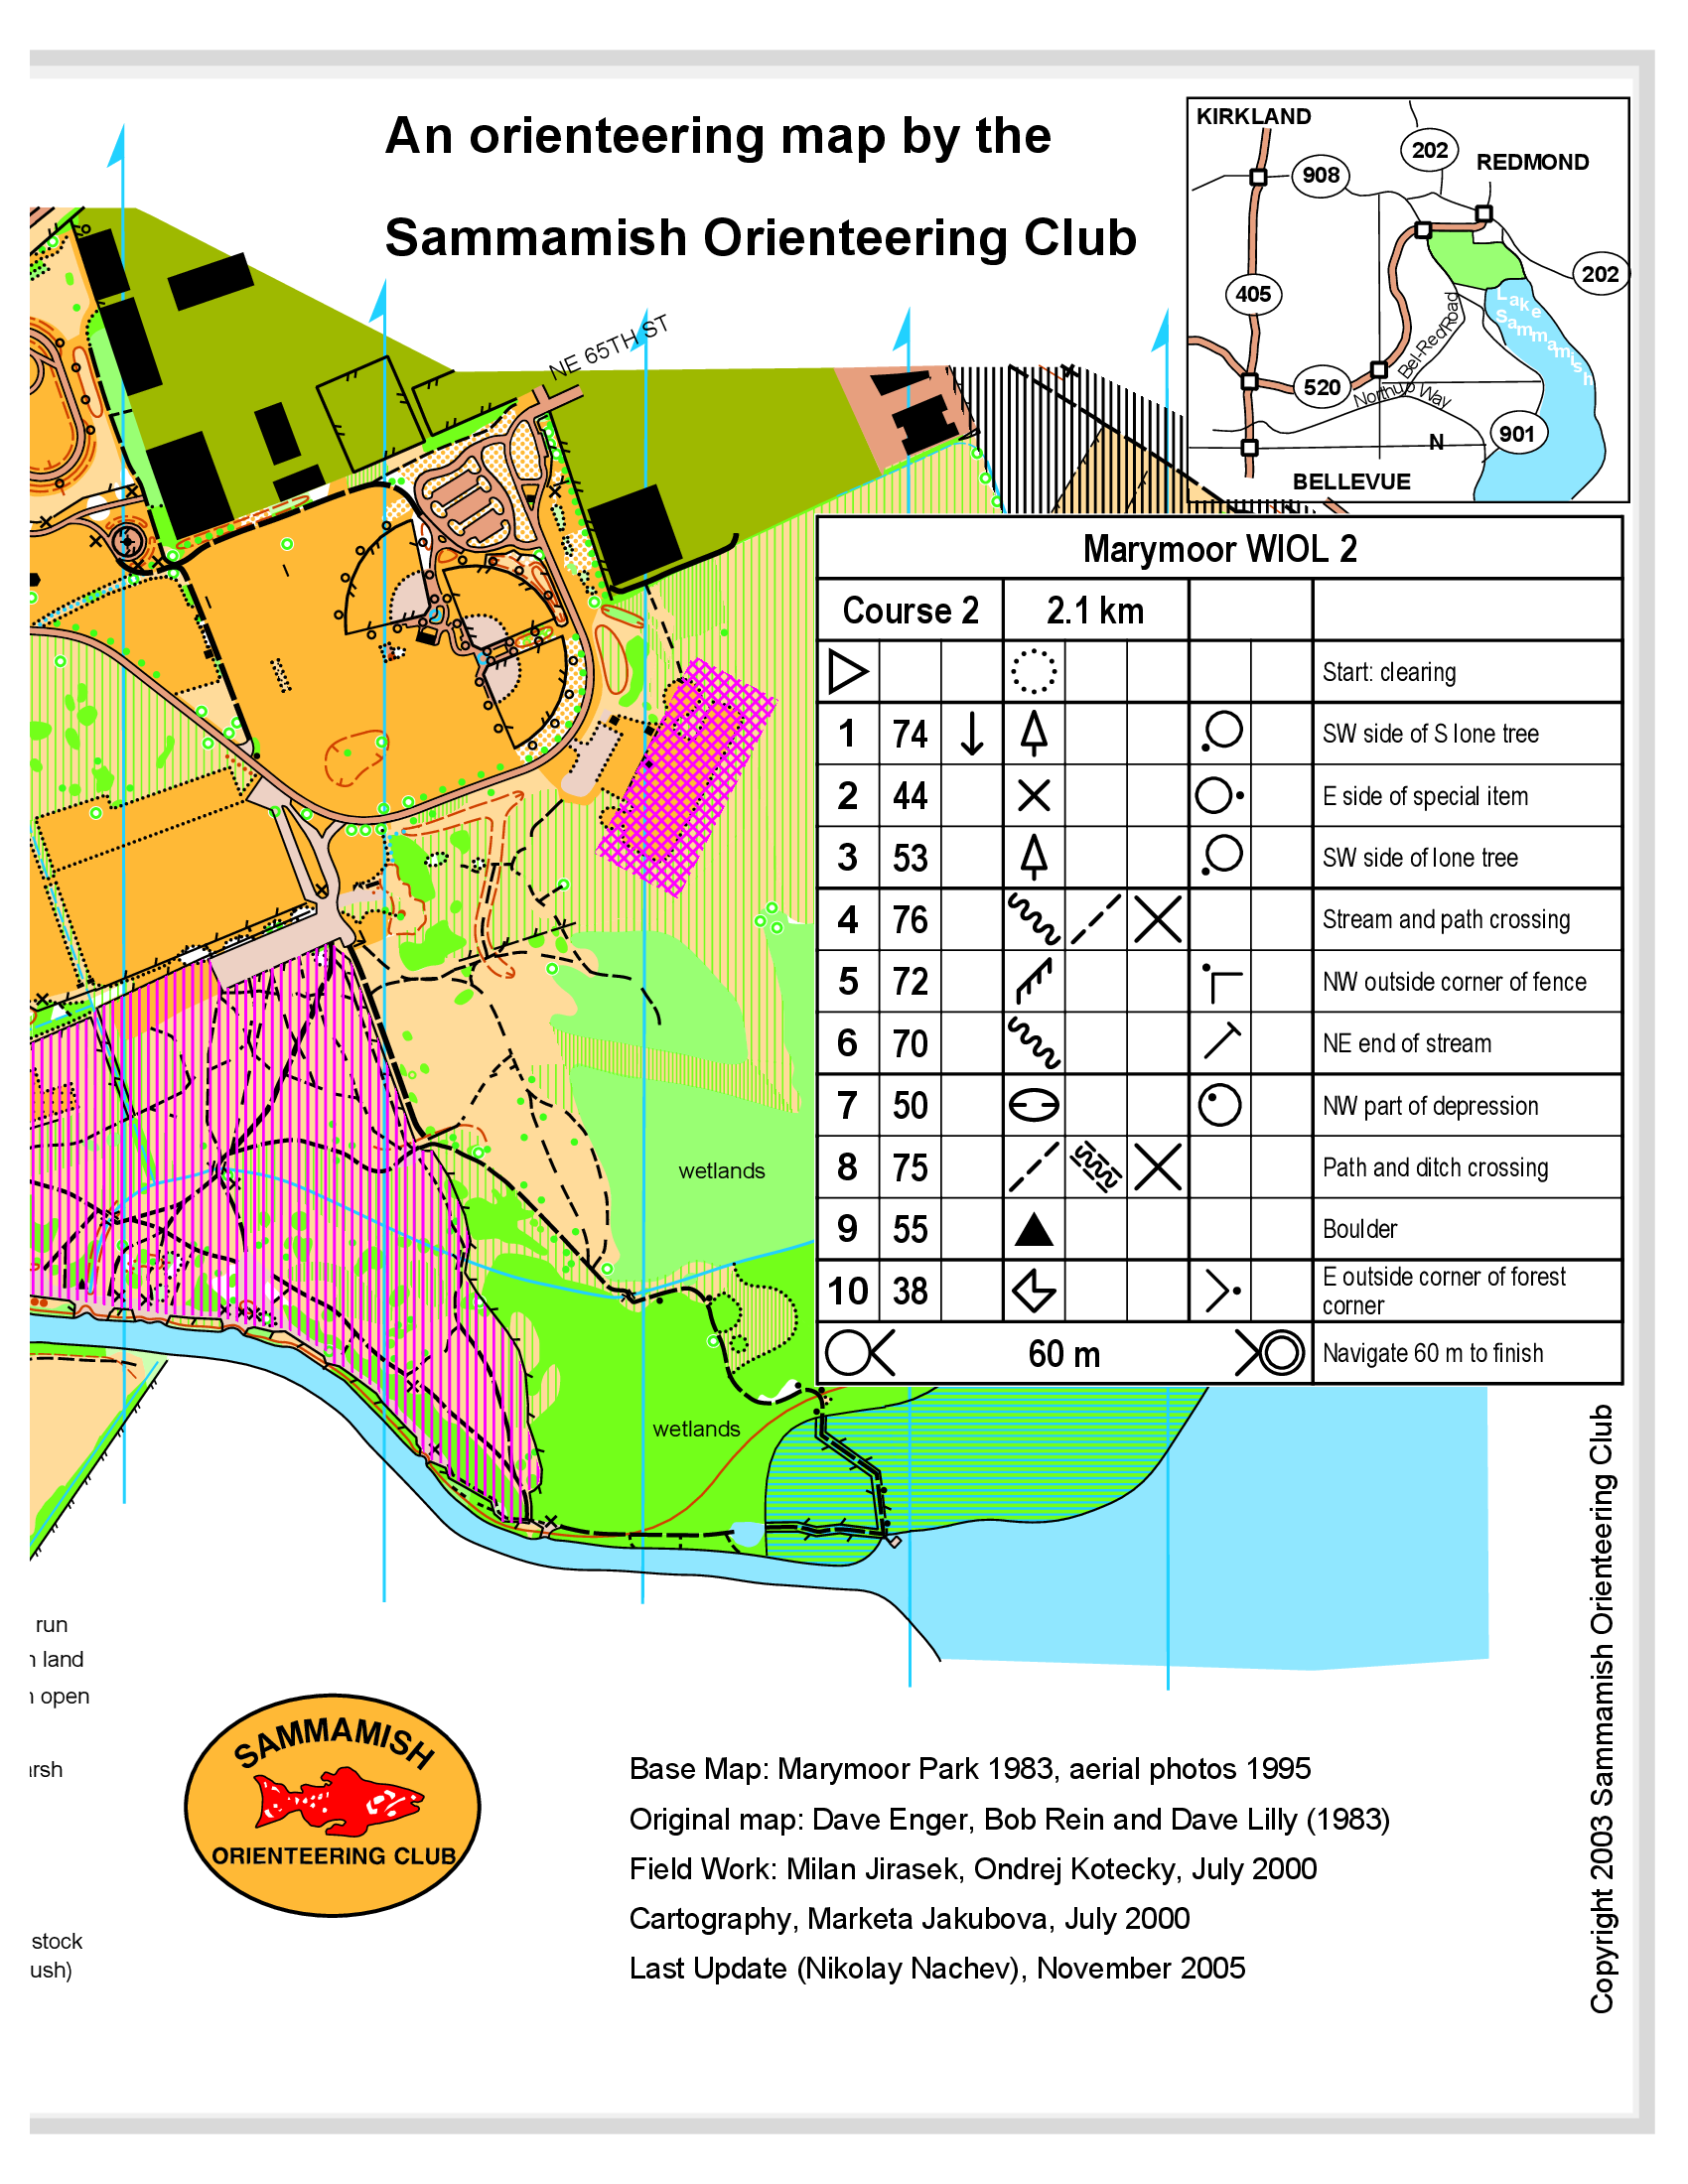 An orienteering map by the
Sammamish Orienteering Club
KIRKLAND
202
REDMOND
908
202
405
Lake Sammamish
Bel-Red Road
520
Northup Way
901
N
BELLEVUE
NE 65TH ST
Marymoor WIOL 2
Course 2 2.1 km
Start: clearing
1 74 SW side of S lone tree
2 44 E side of special item
3 53 SW side of lone tree
4 76 Stream and path crossing
5 72 NW outside corner of fence
6 70 NE end of stream
7 50 NW part of depression
8 75 Path and ditch crossing
9 55 Boulder
10 38 E outside corner of forest
corner
60 m Navigate 60 m to finish
wetlands
wetlands
run
land
open
arsh
stock
ush)
SAMMAMISH
ORIENTEERING CLUB
Base Map: Marymoor Park 1983, aerial photos 1995
Original map: Dave Enger, Bob Rein and Dave Lilly (1983)
Field Work: Milan Jirasek, Ondrej Kotecky, July 2000
Cartography, Marketa Jakubova, July 2000
Last Update (Nikolay Nachev), November 2005
Copyright 2003 Sammamish Orienteering Club